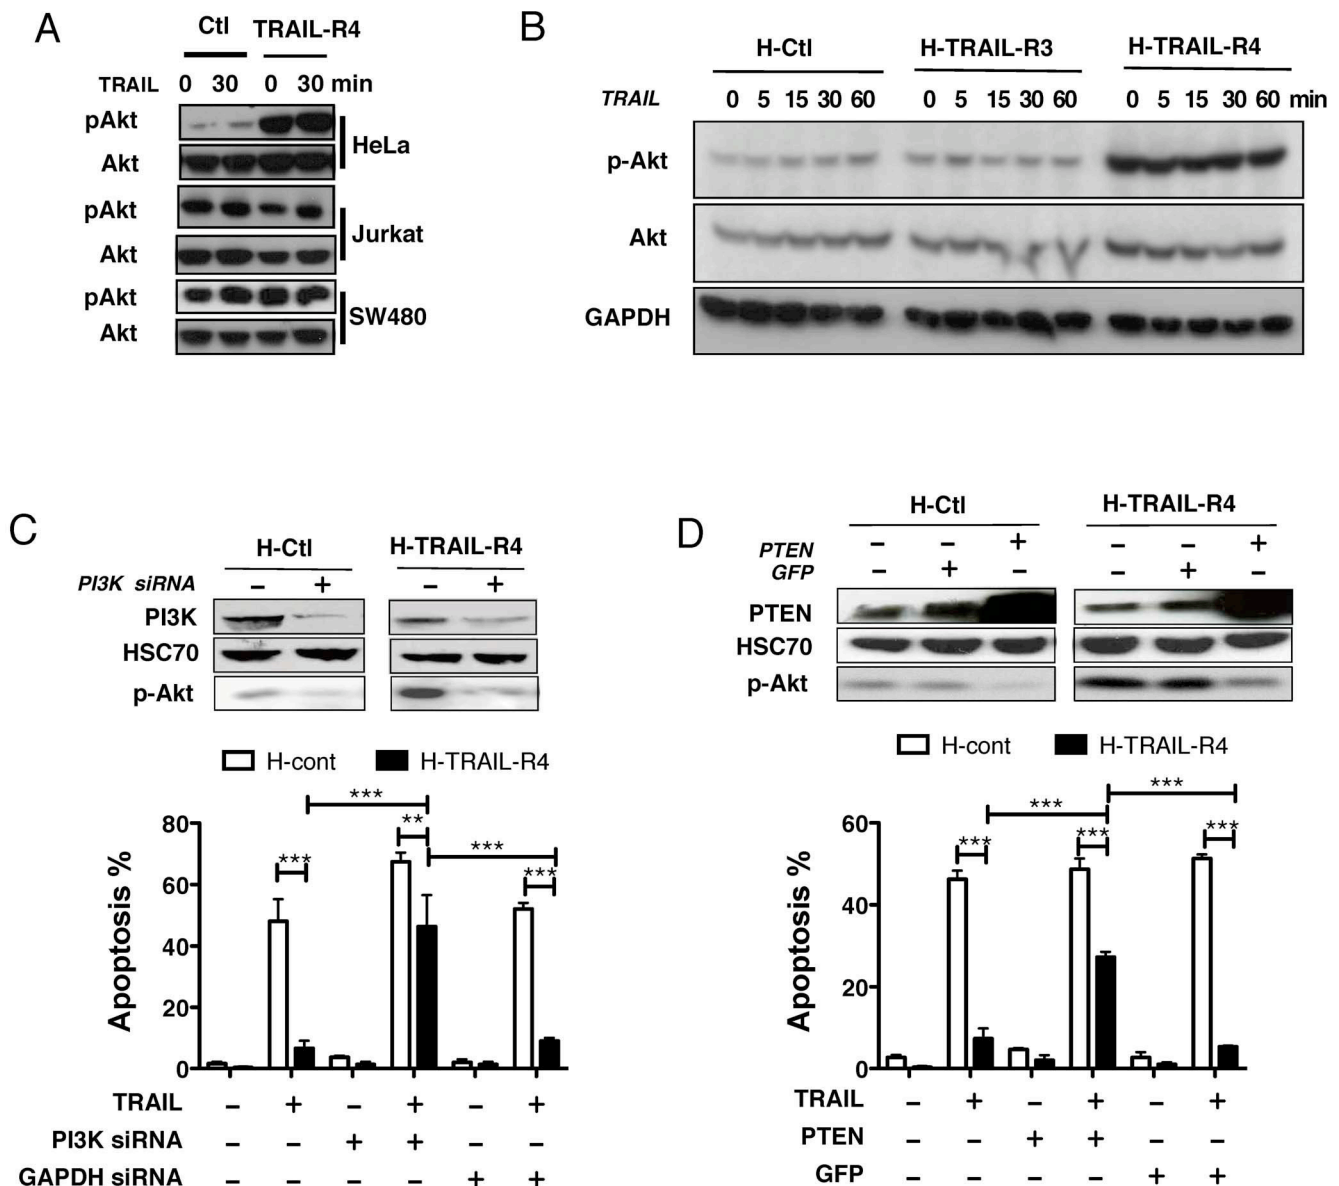 A
Ctl TRAIL-R4
TRAIL 0 30 0 30 min
pAkt
Akt
HeLa
pAkt
Akt
Jurkat
pAkt
Akt
SW480
B
H-Ctl H-TRAIL-R3 H-TRAIL-R4
TRAIL 0 5 15 30 60 0 5 15 30 60 0 5 15 30 60 min
p-Akt
Akt
GAPDH
C
H-Ctl H-TRAIL-R4
PI3K siRNA – + – +
PI3K
HSC70
p-Akt
H-cont H-TRAIL-R4
***
**
***
***
***
80
60
40
20
0
Apoptosis %
TRAIL – + – + – +
PI3K siRNA – – + + – –
GAPDH siRNA – – – – + +
D
H-Ctl H-TRAIL-R4
PTEN – – + – – +
GFP – + – – + –
PTEN
HSC70
p-Akt
H-cont H-TRAIL-R4
***
***
***
***
***
60
40
20
0
Apoptosis %
TRAIL – + – + – +
PTEN – – + + – –
GFP – – – – + +